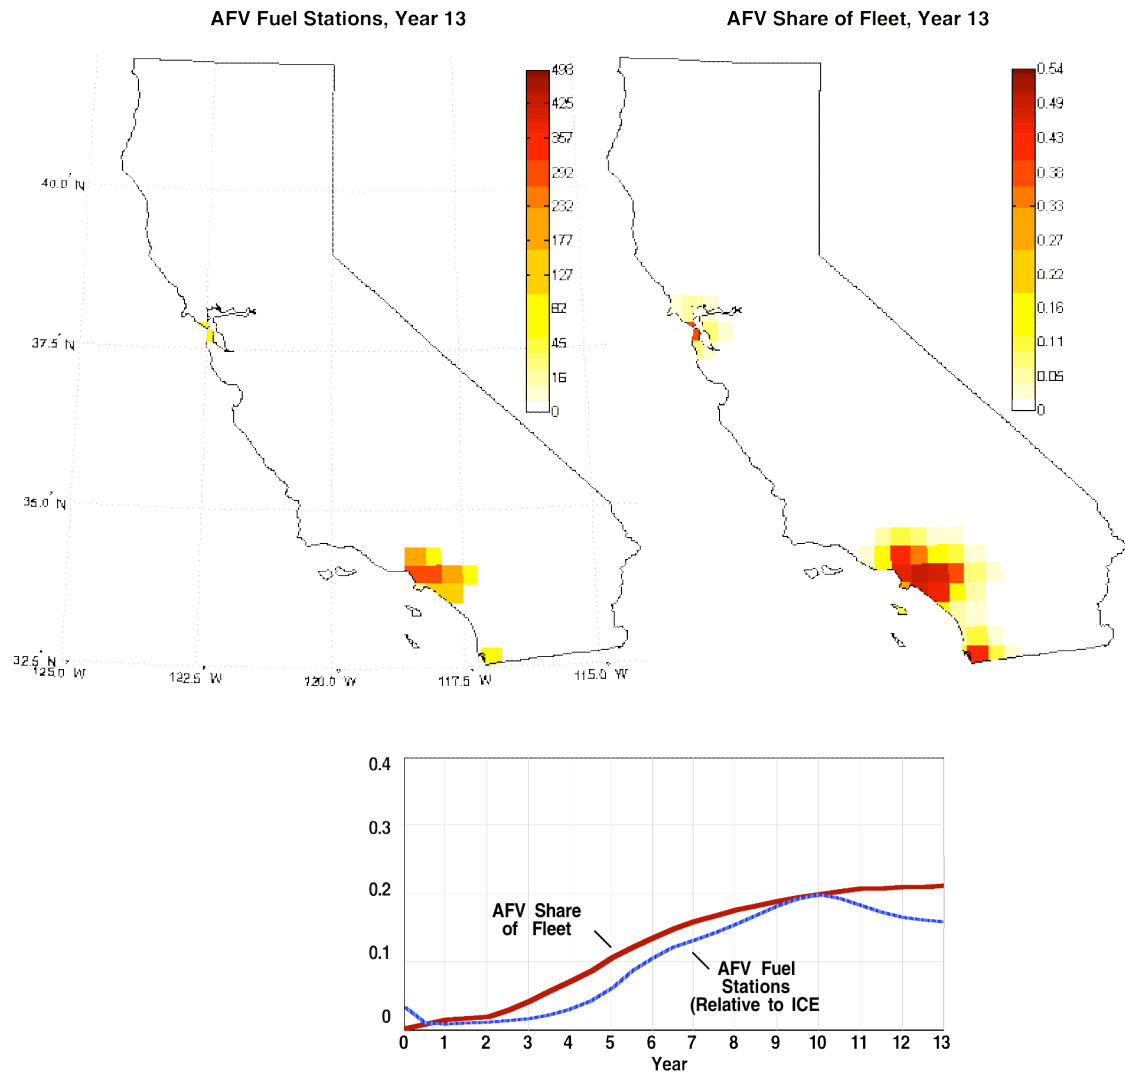 AFV Fuel Stations, Year 13
AFV Share of Fleet, Year 13
498
425
357
292
232
177
127
82
45
16
0
0.54
0.49
0.43
0.38
0.33
0.27
0.22
0.16
0.11
0.05
0
40.0° N
37.5° N
35.0° N
32.5° N
125.0° W
122.5° W
120.0° W
117.5° W
115.0° W
0.4
0.3
0.2
0.1
0
AFV Share
of Fleet
AFV Fuel
Stations
(Relative to ICE
0 1 2 3 4 5 6 7 8 9 10 11 12 13
Year